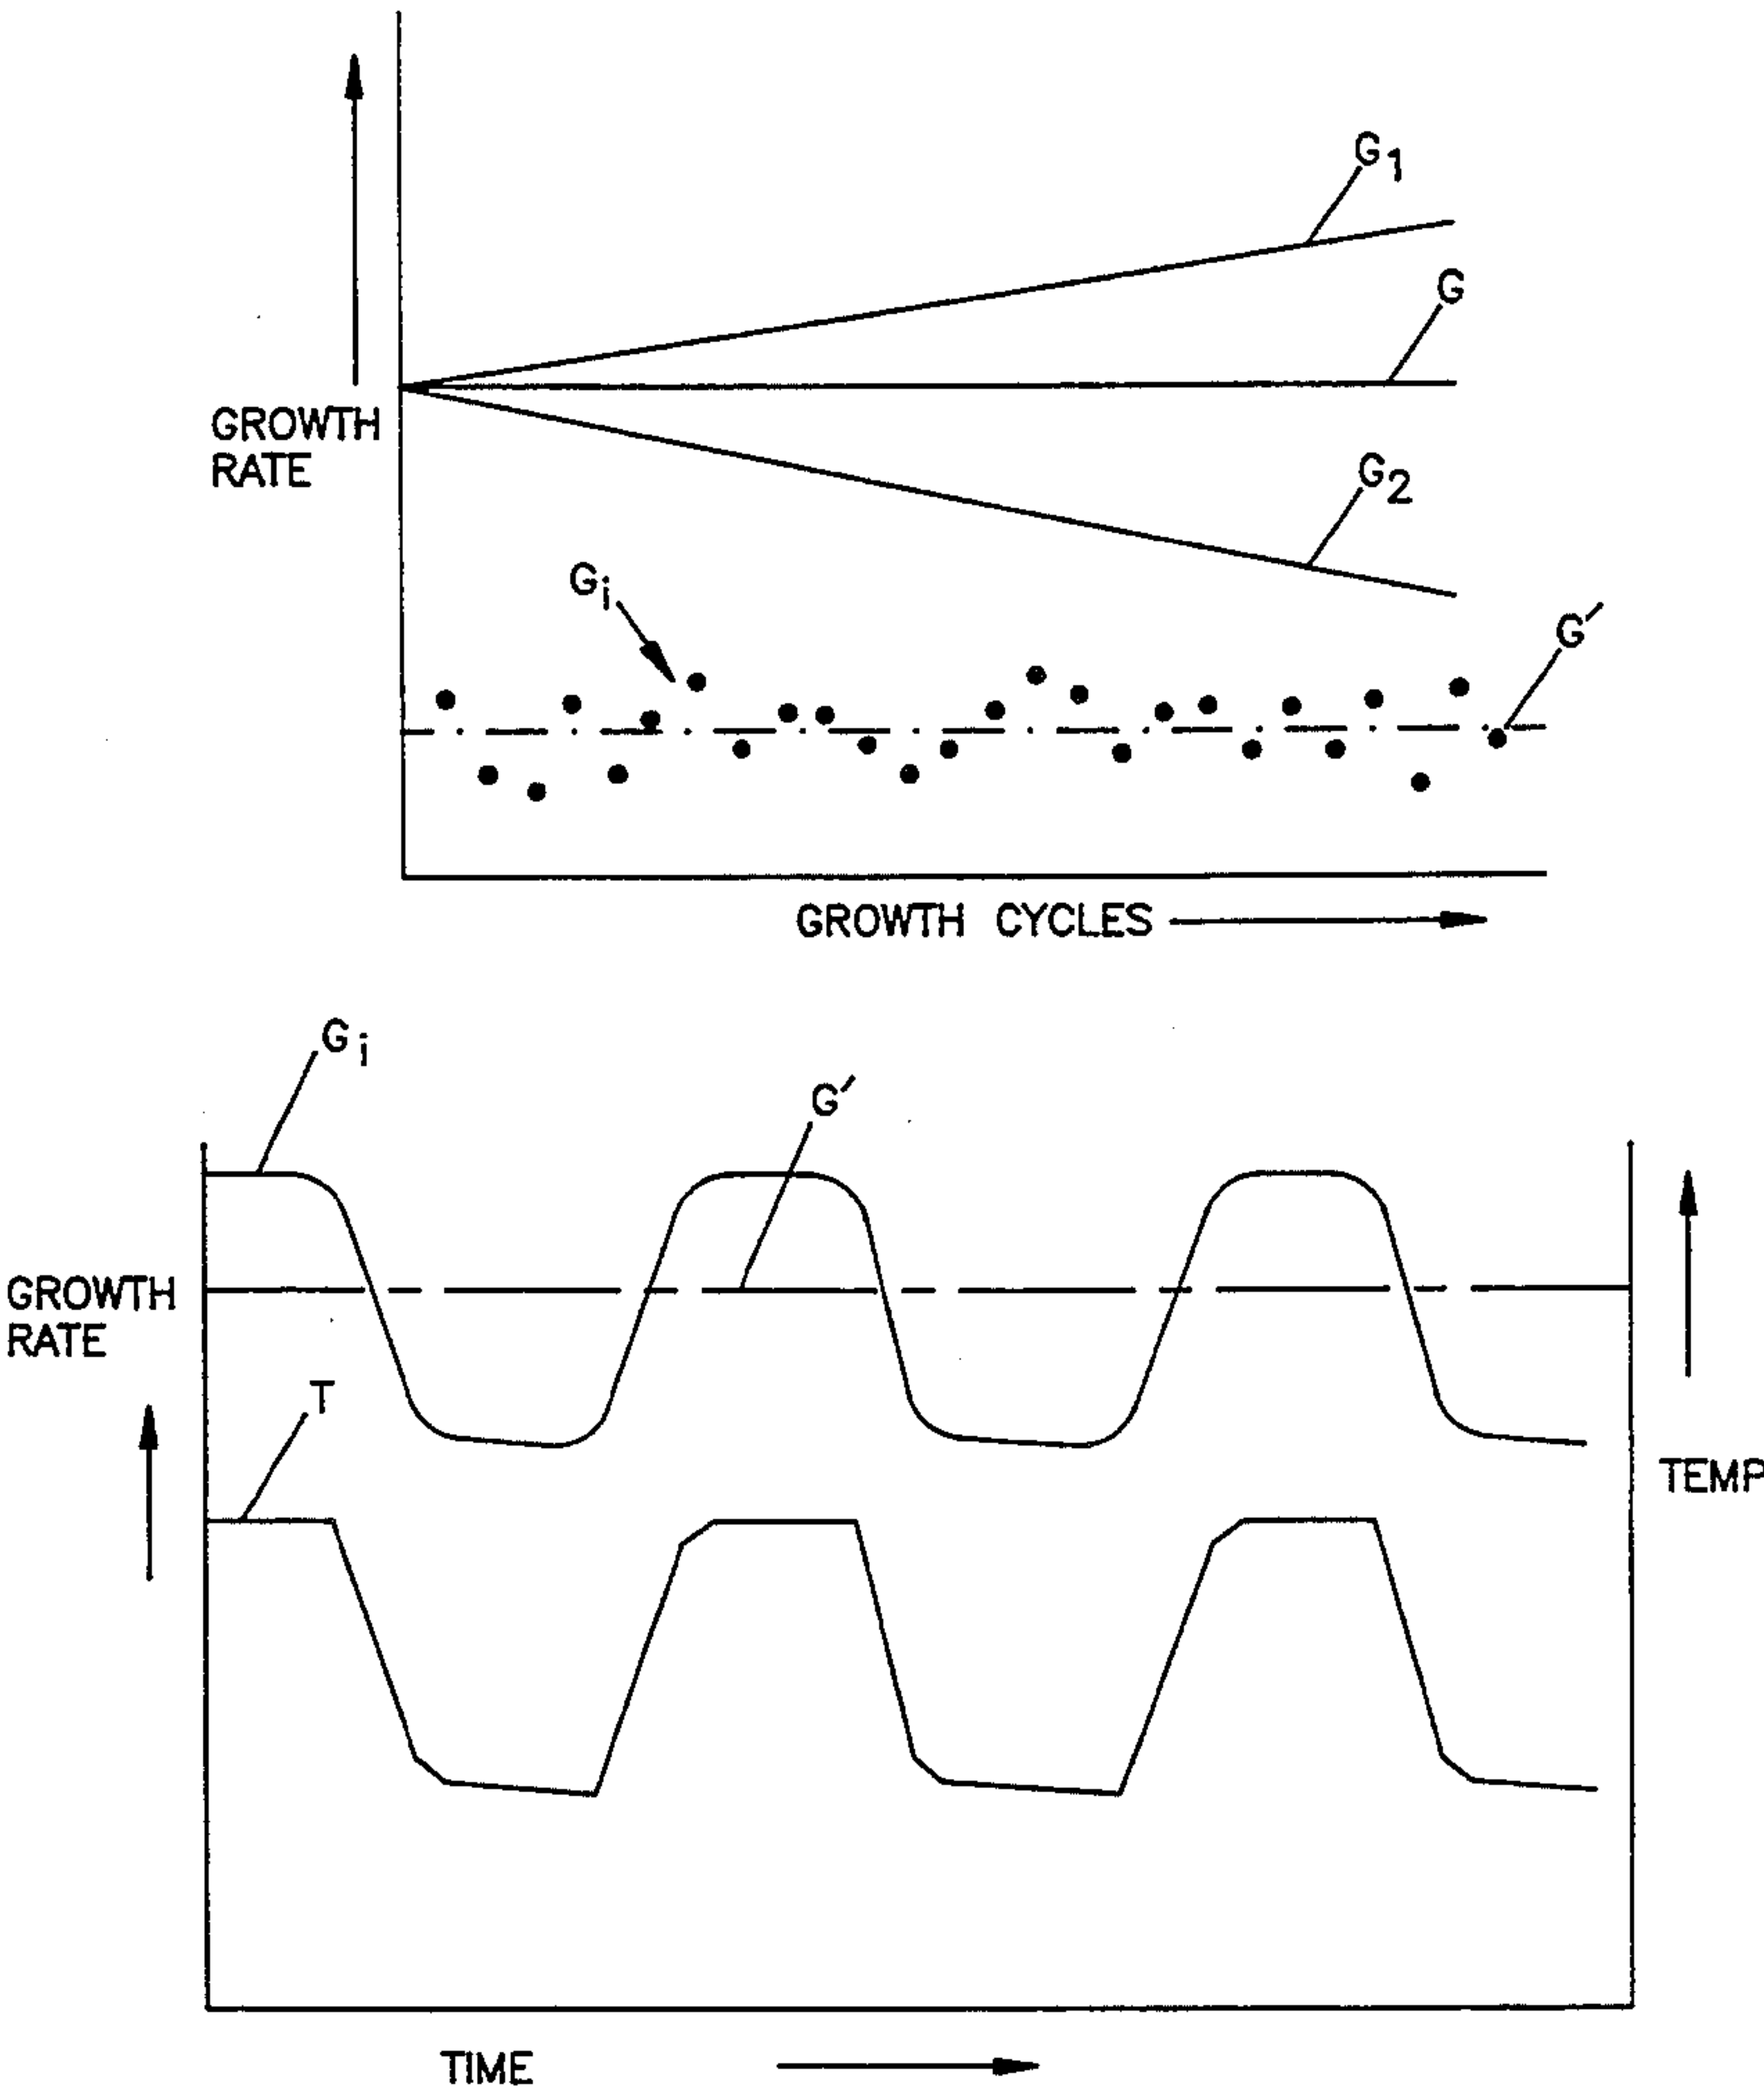 G1
G
GROWTH
RATE
G2
Gi
G′
GROWTH CYCLES
Gi
G′
GROWTH
RATE
T
TEMP
TIME